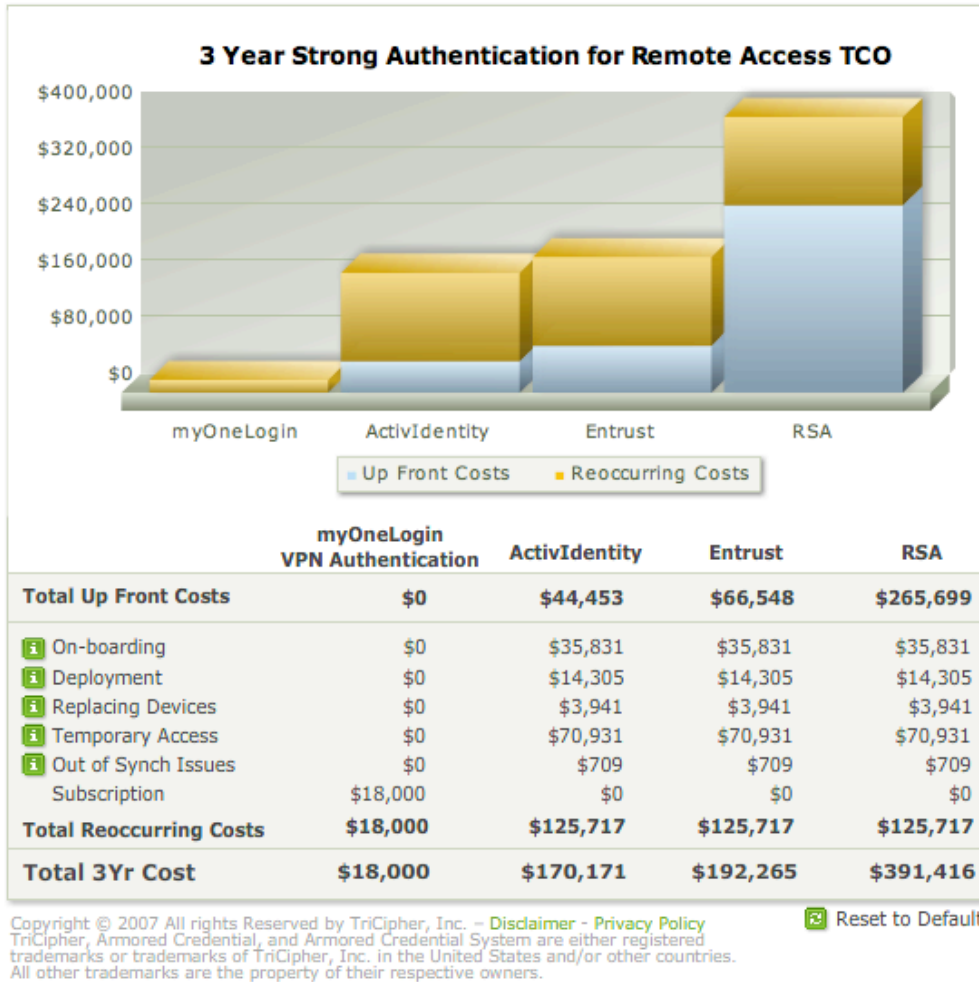 3 Year Strong Authentication for Remote Access TCO
$400,000
$320,000
$240,000
$160,000
$80,000
$0
myOneLogin ActivIdentity Entrust RSA
Up Front Costs Reoccurring Costs
myOneLogin
VPN Authentication ActivIdentity Entrust RSA
Total Up Front Costs $0 $44,453 $66,548 $265,699
i On-boarding $0 $35,831 $35,831 $35,831
i Deployment $0 $14,305 $14,305 $14,305
i Replacing Devices $0 $3,941 $3,941 $3,941
i Temporary Access $0 $70,931 $70,931 $70,931
i Out of Synch Issues $0 $709 $709 $709
Subscription $18,000 $0 $0 $0
Total Reoccurring Costs $18,000 $125,717 $125,717 $125,717
Total 3Yr Cost $18,000 $170,171 $192,265 $391,416
Copyright © 2007 All rights Reserved by TriCipher, Inc. – Disclaimer - Privacy Policy
TriCipher, Armored Credential, and Armored Credential System are either registered
trademarks or trademarks of TriCipher, Inc. in the United States and/or other countries.
All other trademarks are the property of their respective owners.
Reset to Default